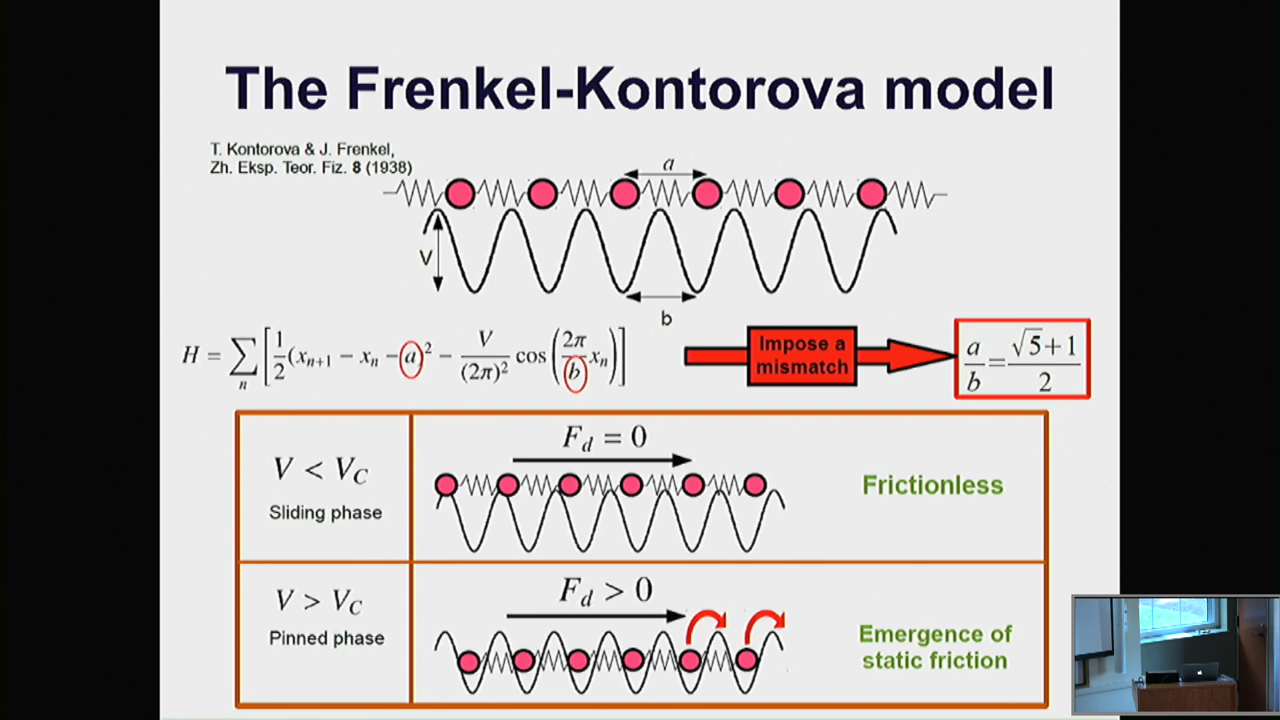 The Frenkel-Kontorova model
T. Kontorova & J. Frenkel,
Zh. Eksp. Teor. Fiz. 8 (1938)
a
V
b
H = ∑_n [ 1/2 (x_{n+1} − x_n − a)^2 − V/(2π)^2 cos( 2π/b x_n ) ]
Impose a
mismatch
a/b = (√5+1)/2
V < V_C
Sliding phase
F_d = 0
Frictionless
V > V_C
Pinned phase
F_d > 0
Emergence of
static friction